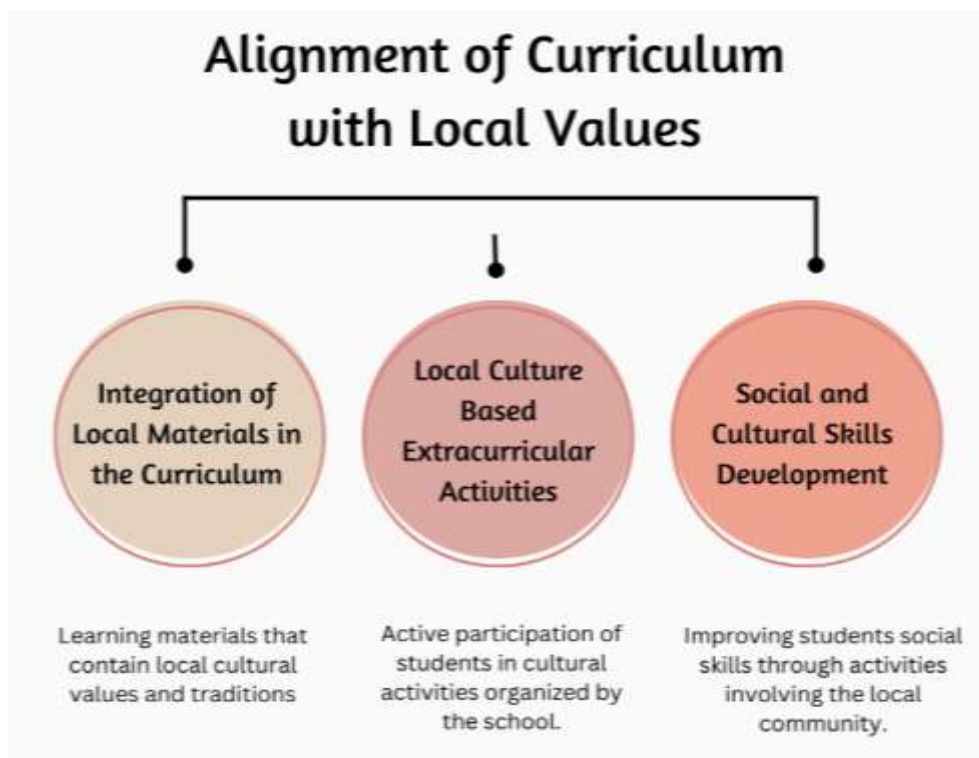 Alignment of Curriculum
with Local Values
Integration of
Local Materials in
the Curriculum
Local Culture
Based
Extracurricular
Activities
Social and
Cultural Skills
Development
Learning materials that
contain local cultural
values and traditions
Active participation of
students in cultural
activities organized by
the school.
Improving students social
skills through activities
involving the local
community.